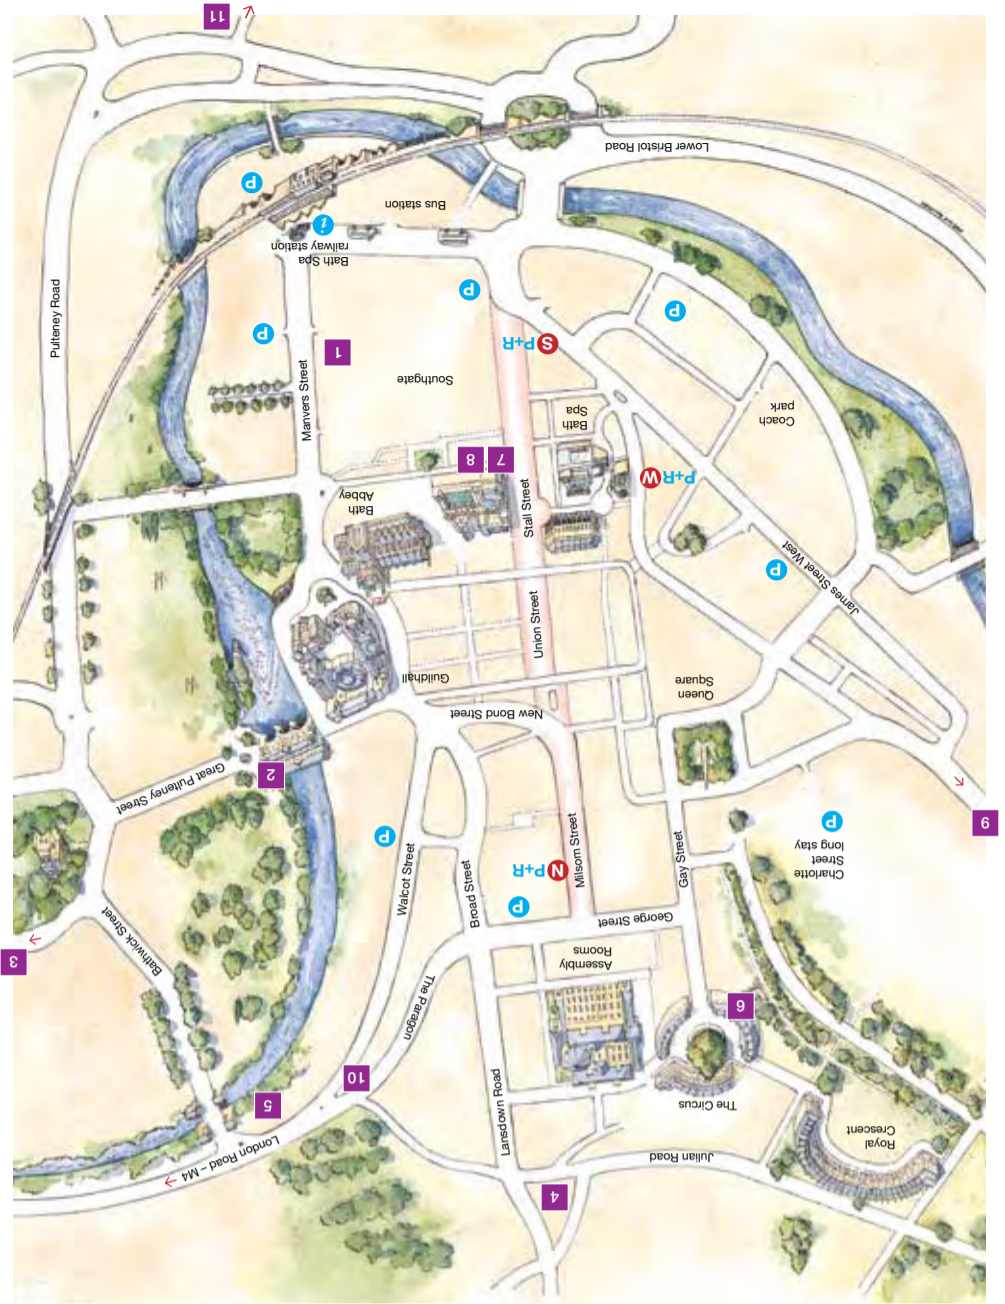 4
Julian Road
Royal
Crescent
London Road – M4
The Circus
Lansdown Road
5
10
6
Assembly
Rooms
The Paragon
Bathwick Street
3
George Street
P
N P+R
Milsom Street
Broad Street
Walcot Street
Gay Street
Charlotte
Street
long stay
P
9
P
2
Great Pulteney Street
New Bond Street
Queen
Square
Guildhall
Union Street
James Street West
P
Stall Street
Bath
Abbey
P+R W
7
8
Bath
Spa
Coach
park
Southgate
Manvers Street
1
S P+R
P
P
P
Pulteney Road
Bath Spa
railway station
i
Bus station
P
Lower Bristol Road
11